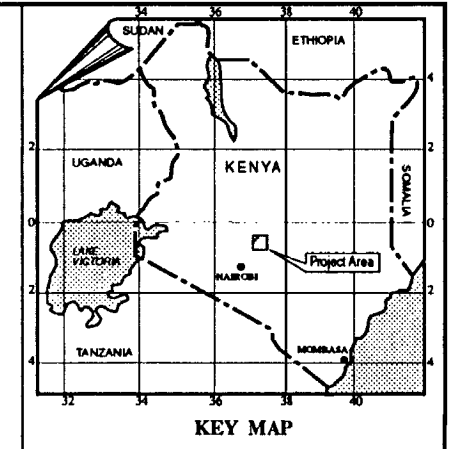 34 36 38 40
SUDAN
ETHIOPIA
4 4
UGANDA
KENYA
SOMALIA
2 2
0 0
LAKE
VICTORIA
Project Area
NAIROBI
2 2
MOMBASA
TANZANIA
4 4
32 34 36 38 40
KEY MAP